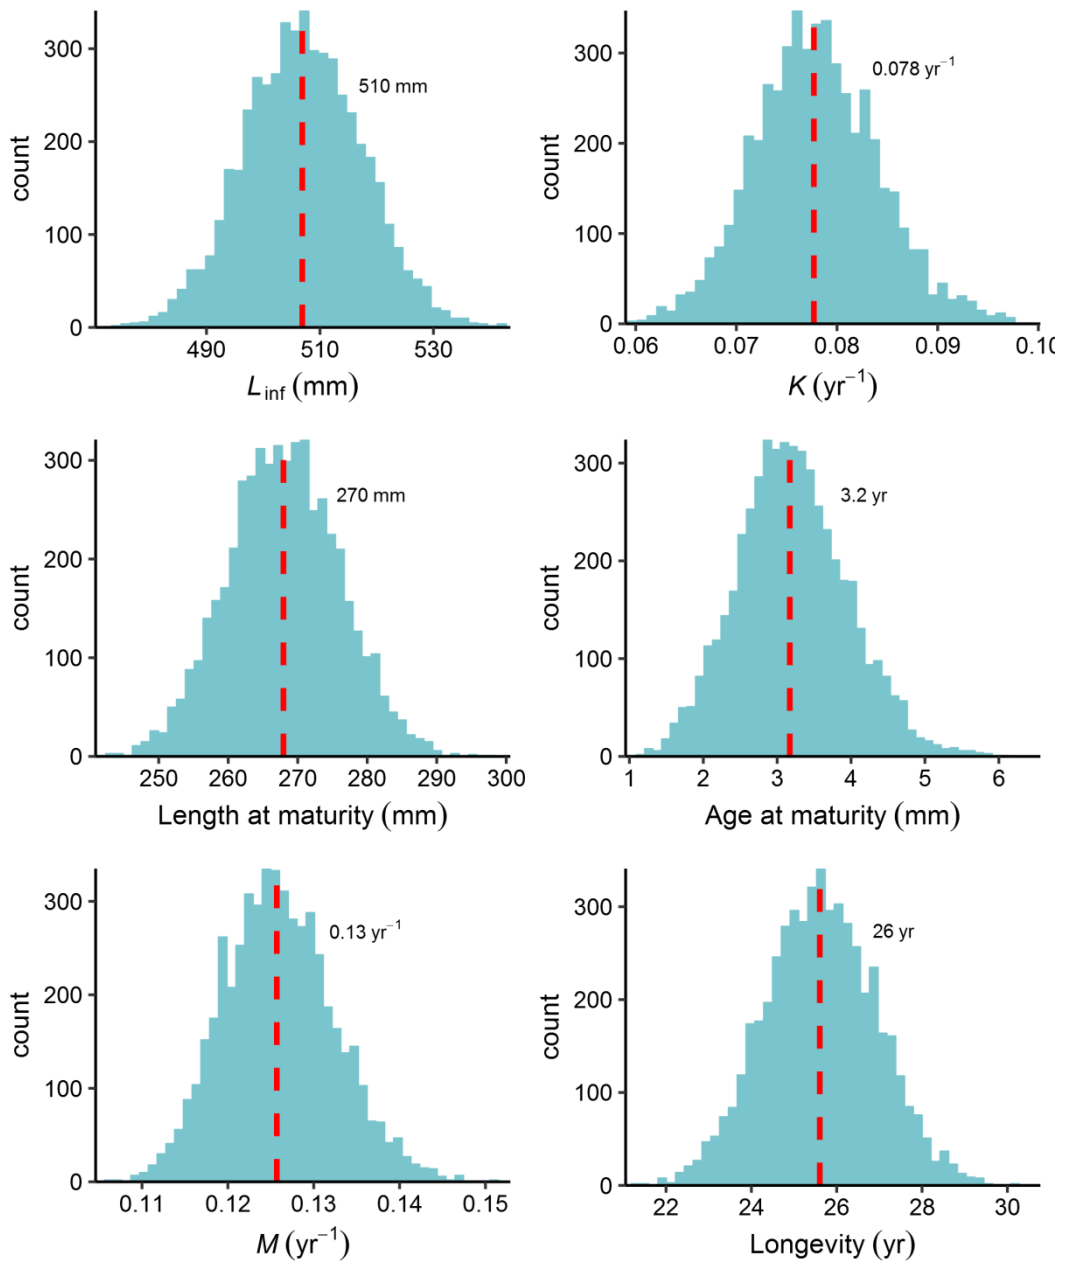 300
200
100
0
count
510 mm
490 510 530
L inf (mm)
300
200
100
0
count
0.078 yr⁻¹
0.06 0.07 0.08 0.09 0.10
K (yr⁻¹)
300
200
100
0
count
270 mm
250 260 270 280 290 300
Length at maturity (mm)
300
200
100
0
count
3.2 yr
1 2 3 4 5 6
Age at maturity (mm)
300
200
100
0
count
0.13 yr⁻¹
0.11 0.12 0.13 0.14 0.15
M (yr⁻¹)
300
200
100
0
count
26 yr
22 24 26 28 30
Longevity (yr)